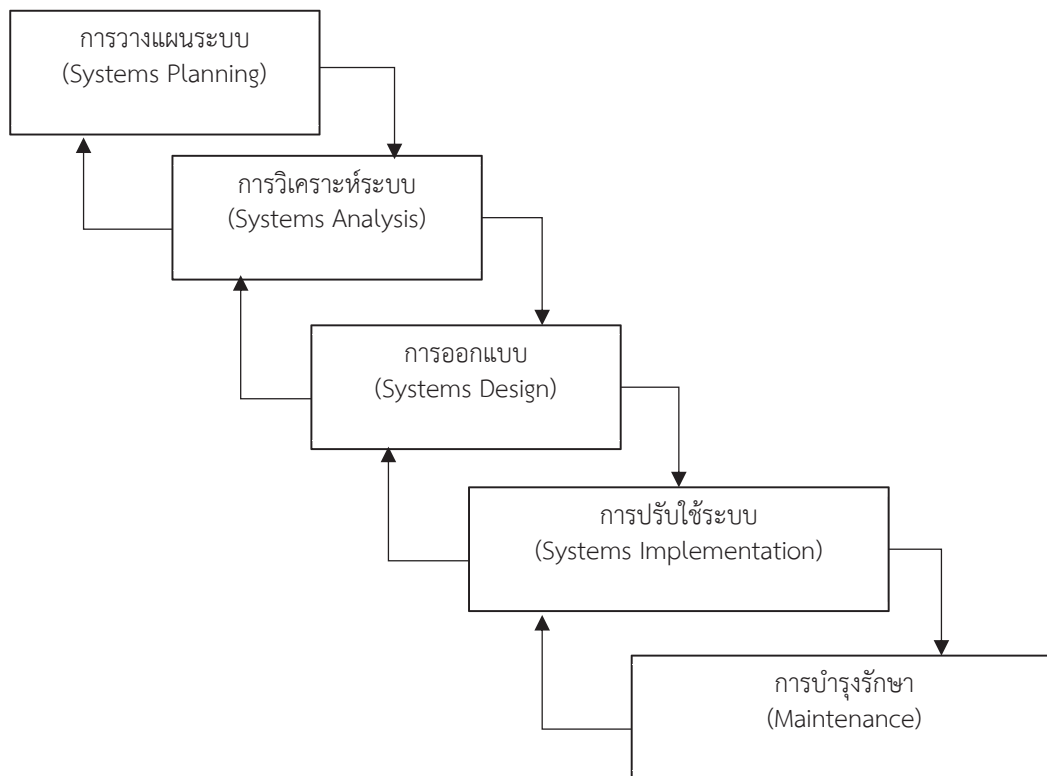 การวางแผนระบบ
(Systems Planning)
การวิเคราะห์ระบบ
(Systems Analysis)
การออกแบบ
(Systems Design)
การปรับใช้ระบบ
(Systems Implementation)
การบำรุงรักษา
(Maintenance)